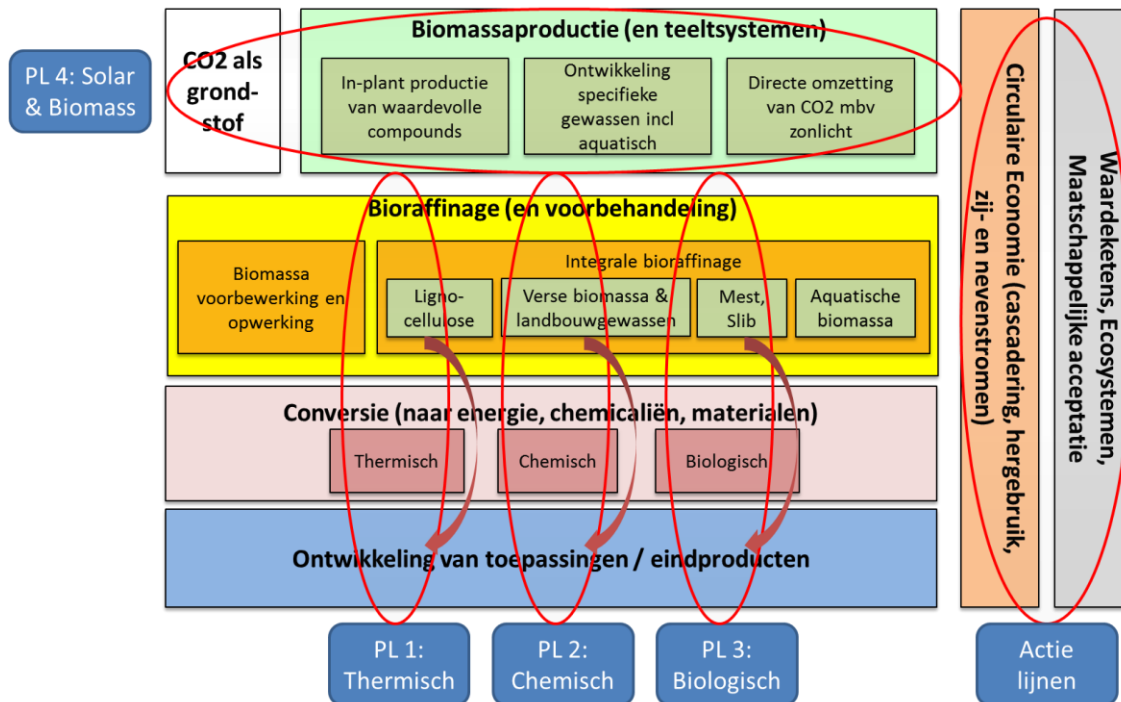 PL 4: Solar
& Biomass
CO2 als
grond-
stof
Biomassaproductie (en teeltsystemen)
In-plant productie
van waardevolle
compounds
Ontwikkeling
specifieke
gewassen incl
aquatisch
Directe omzetting
van CO2 mbv
zonlicht
Bioraffinage (en voorbehandeling)
Biomassa
voorbewerking en
opwerking
Integrale bioraffinage
Ligno-
cellulose
Verse biomassa &
landbouwgewassen
Mest,
Slib
Aquatische
biomassa
Conversie (naar energie, chemicaliën, materialen)
Thermisch
Chemisch
Biologisch
Ontwikkeling van toepassingen / eindproducten
Circulaire Economie (cascadering, hergebruik,
zij- en nevenstromen)
Waardeketens, Ecosystemen,
Maatschappelijke acceptatie
PL 1:
Thermisch
PL 2:
Chemisch
PL 3:
Biologisch
Actie
lijnen